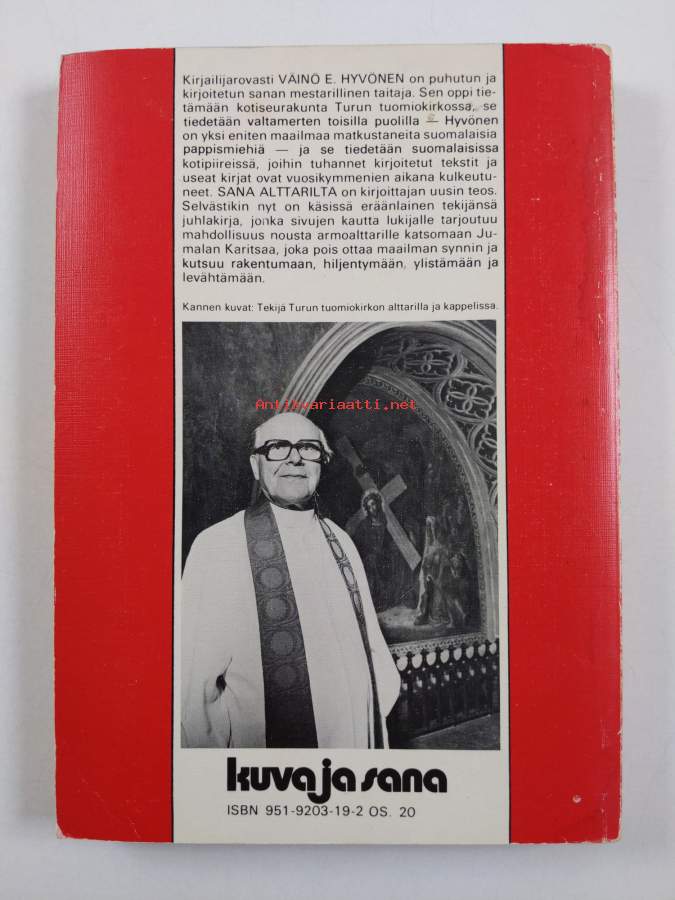 Kirjailijarovasti VÄINÖ E. HYVÖNEN on puhutun ja
kirjoitetun sanan mestarillinen taitaja. Sen oppi tie-
tämään kotiseurakunta Turun tuomiokirkossa, se
tiedetään valtamerten toisilla puolilla — Hyvönen
on yksi eniten maailmaa matkustaneita suomalaisia
pappismiehiä — ja se tiedetään suomalaisissa
kotipiireissä, joihin tuhannet kirjoitetut tekstit ja
useat kirjat ovat vuosikymmenien aikana kulkeutu-
neet. SANA ALTTARILTA on kirjoittajan uusin teos.
Selvästikin nyt on käsissä eräänlainen tekijänsä
juhlakirja, jonka sivujen kautta lukijalle tarjoutuu
mahdollisuus nousta armoalttarille katsomaan Ju-
malan Karitsaa, joka pois ottaa maailman synnin ja
kutsuu rakentumaan, hiljentymään, ylistämään ja
levähtämään.
Kannen kuvat: Tekijä Turun tuomiokirkon alttarilla ja kappelissa.
Antikvariaatti.net
kuva ja sana
ISBN 951-9203-19-2 OS. 20